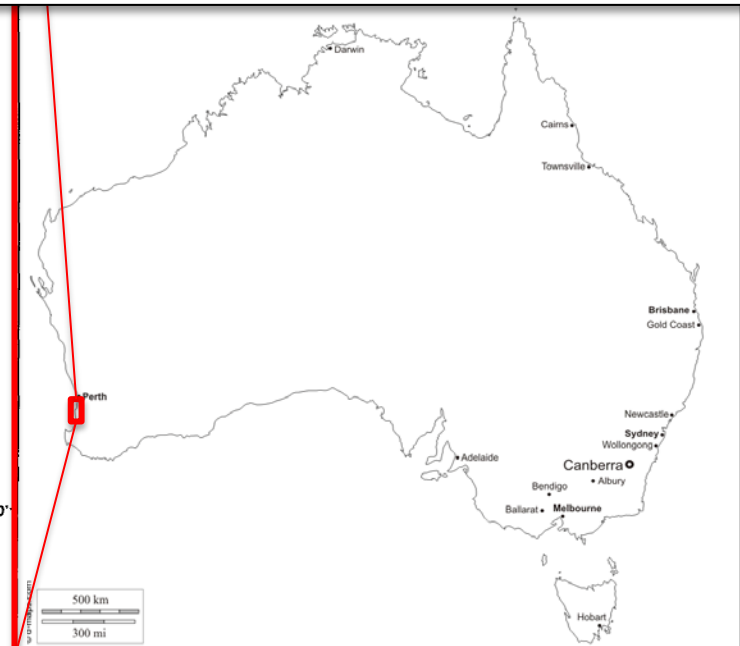 Darwin
Cairns
Townsville
Brisbane
Gold Coast
Perth
Newcastle
Sydney
Wollongong
Adelaide
Canberra
Albury
Bendigo
Ballarat
Melbourne
0'
500 km
300 mi
Hobart